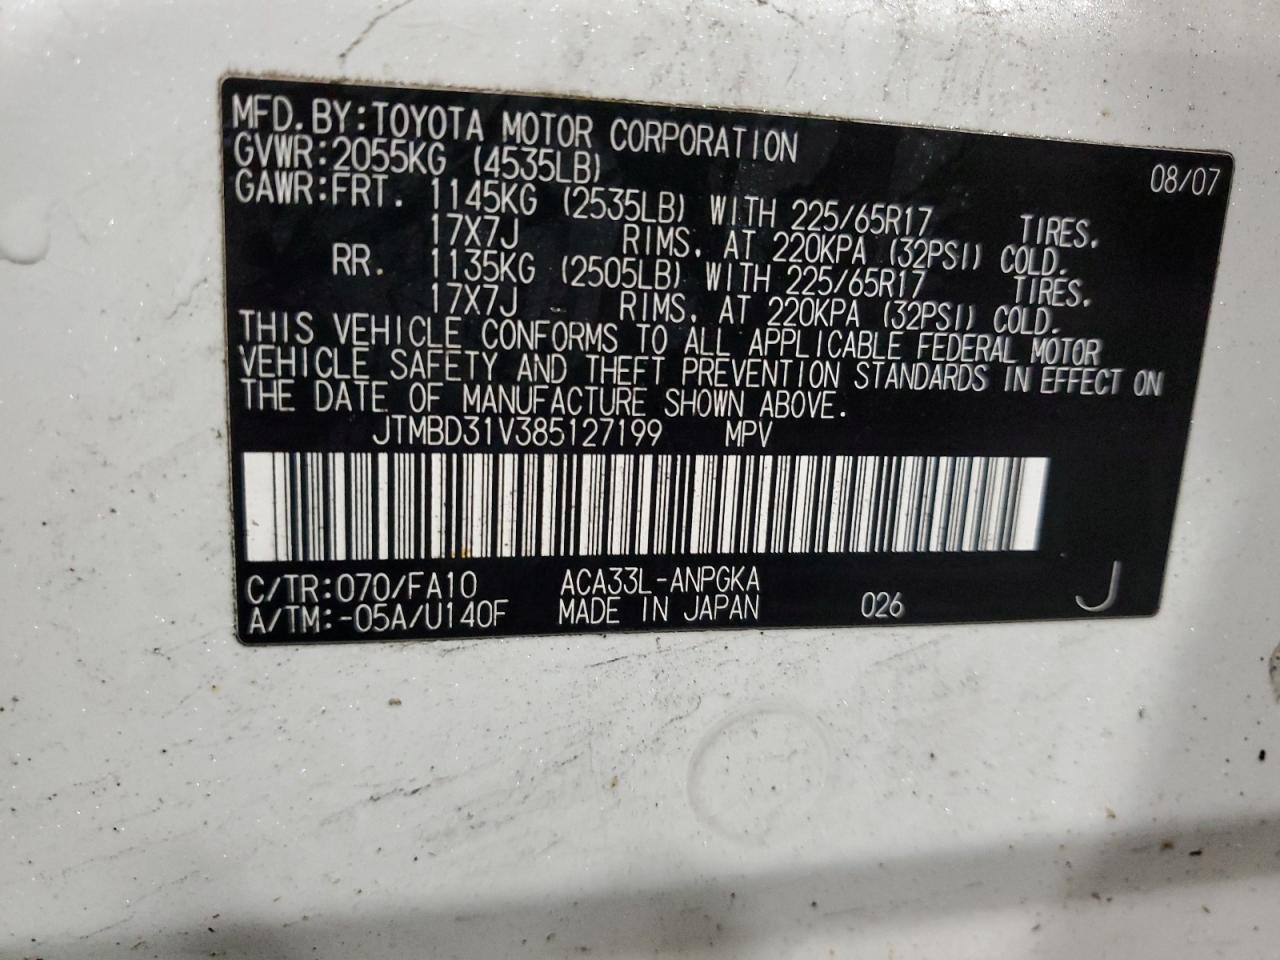 MFD.BY:TOYOTA MOTOR CORPORATION 08/07
GVWR:2055KG (4535LB)
GAWR:FRT. 1145KG (2535LB) WITH 225/65R17 TIRES,
17X7J RIMS, AT 220KPA (32PSI) COLD.
RR. 1135KG (2505LB) WITH 225/65R17 TIRES,
17X7J RIMS, AT 220KPA (32PSI) COLD.
THIS VEHICLE CONFORMS TO ALL APPLICABLE FEDERAL MOTOR
VEHICLE SAFETY AND THEFT PREVENTION STANDARDS IN EFFECT ON
THE DATE OF MANUFACTURE SHOWN ABOVE.
JTMBD31V385127199 MPV
C/TR:070/FA10 ACA33L-ANPGKA
A/TM:-05A/U140F MADE IN JAPAN 026 J